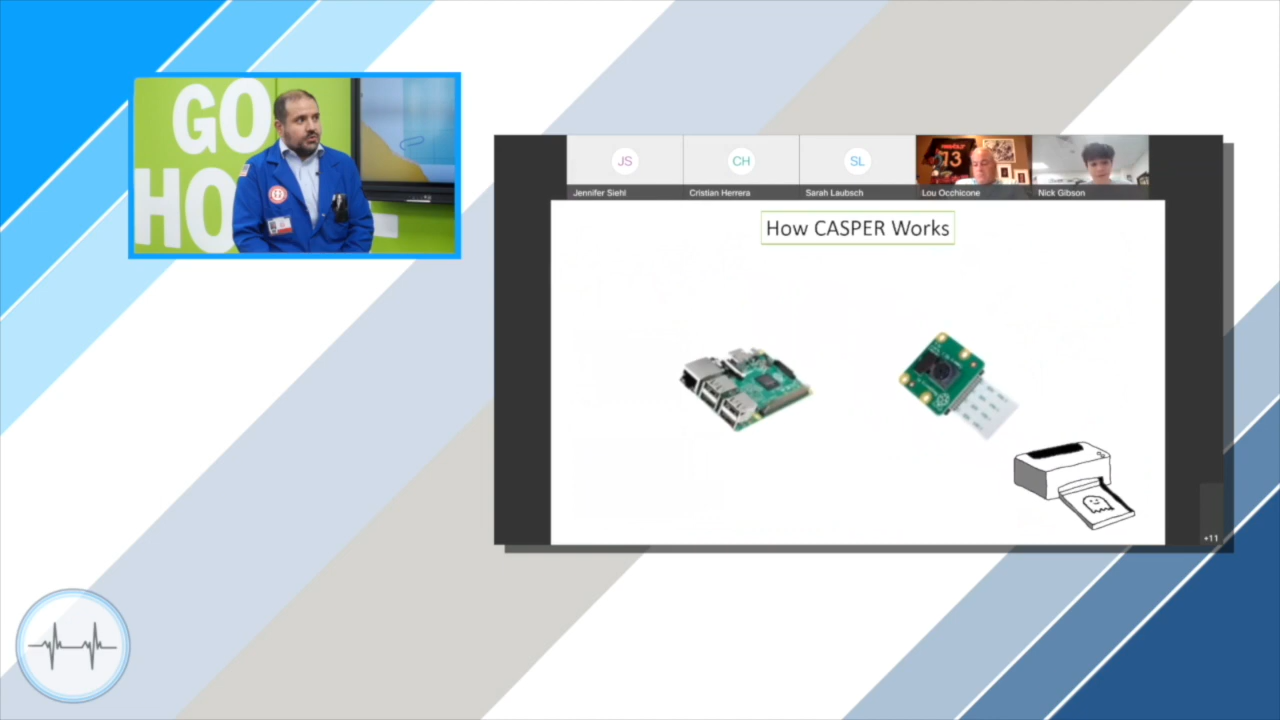 GO
HO
JS
CH
SL
Jennifer Siehl
Cristian Herrera
Sarah Laubsch
Lou Occhicone
Nick Gibson
How CASPER Works
+11